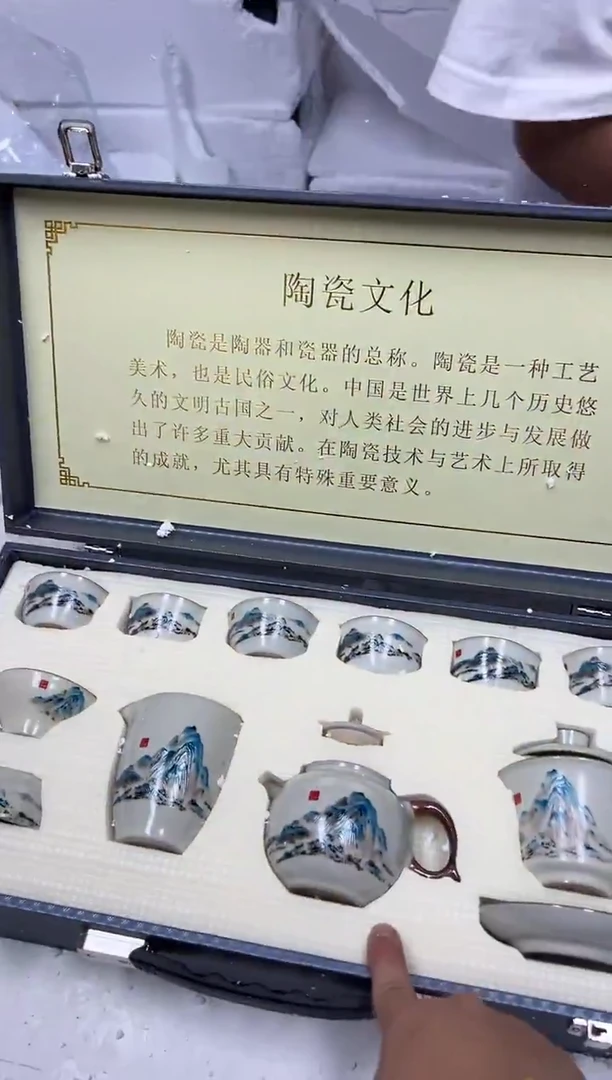 陶瓷文化
陶瓷是陶器和瓷器的总称。陶瓷是一种工艺
美术，也是民俗文化。中国是世界上几个历史悠
久的文明古国之一，对人类社会的进步与发展做
出了许多重大贡献。在陶瓷技术与艺术上所取得
的成就，尤其具有特殊重要意义。